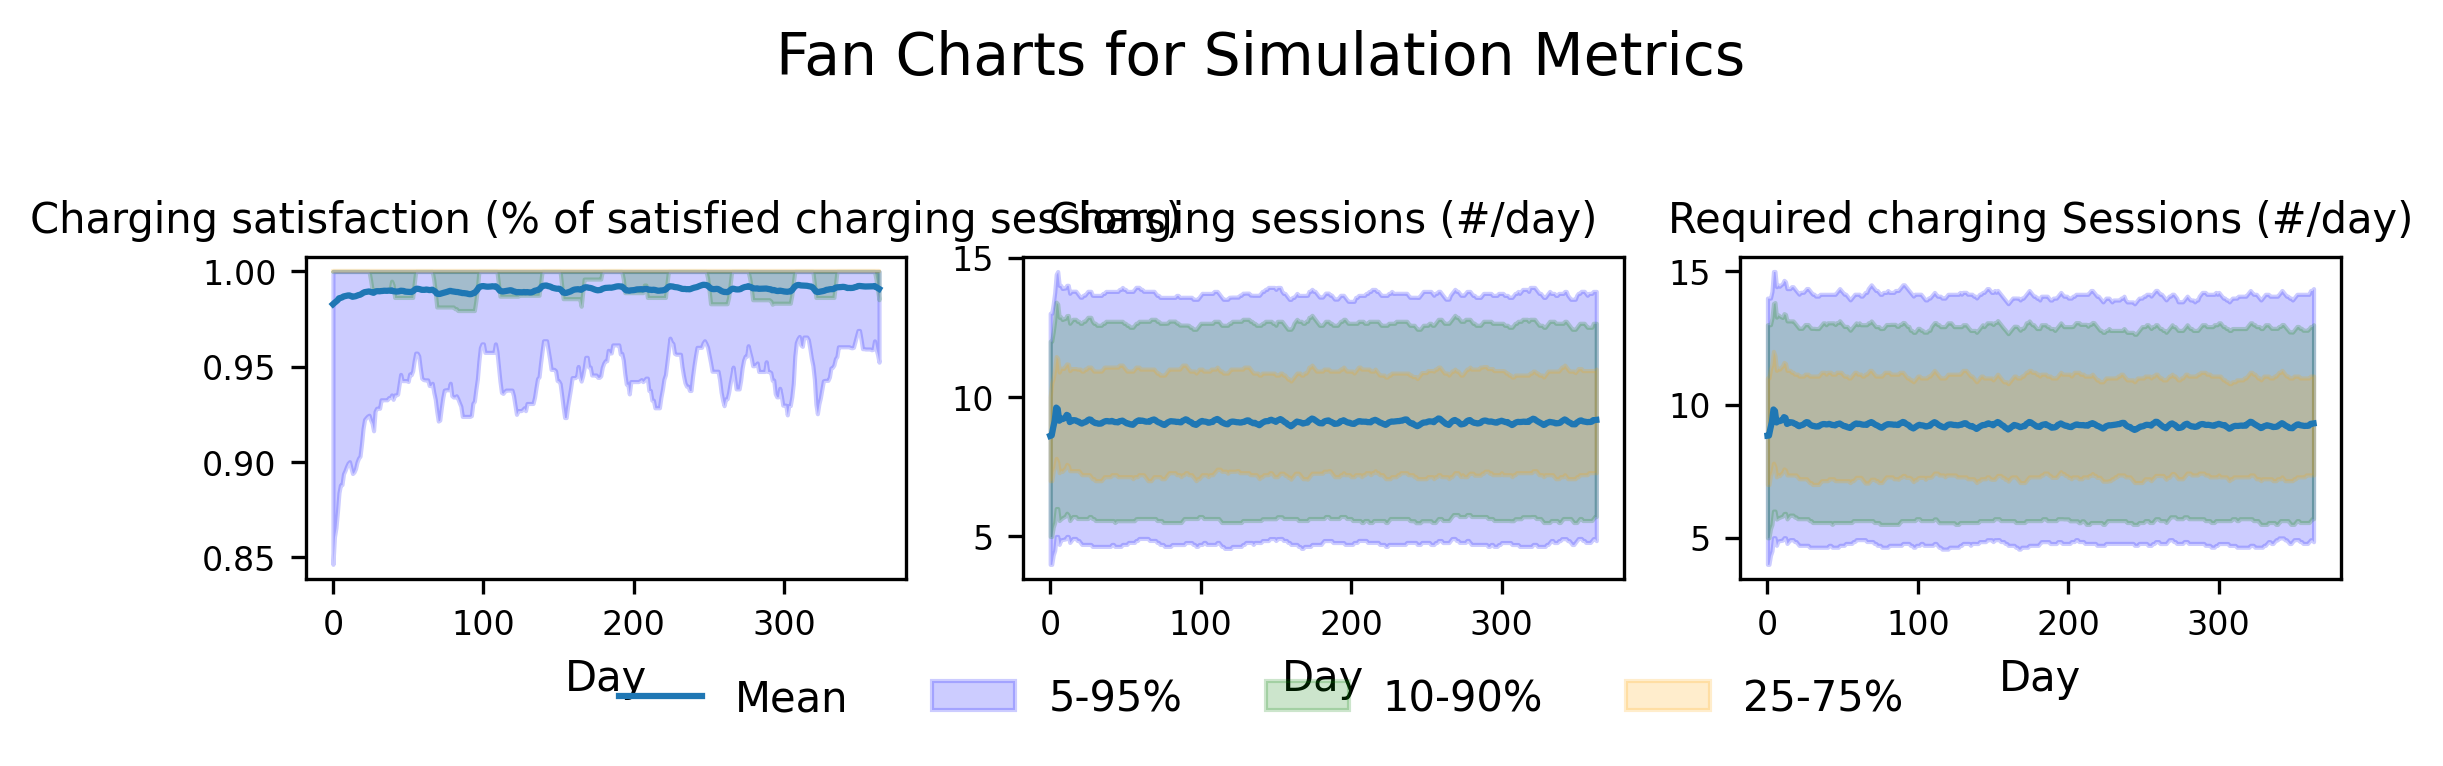 Fan Charts for Simulation Metrics
Charging satisfaction (% of satisfied charging sessions)
1.00
0.95
0.90
0.85
0 100 200 300
Day
Charging sessions (#/day)
15
10
5
0 100 200 300
Day
Required charging Sessions (#/day)
15
10
5
0 100 200 300
Day
Mean 5-95% 10-90% 25-75%